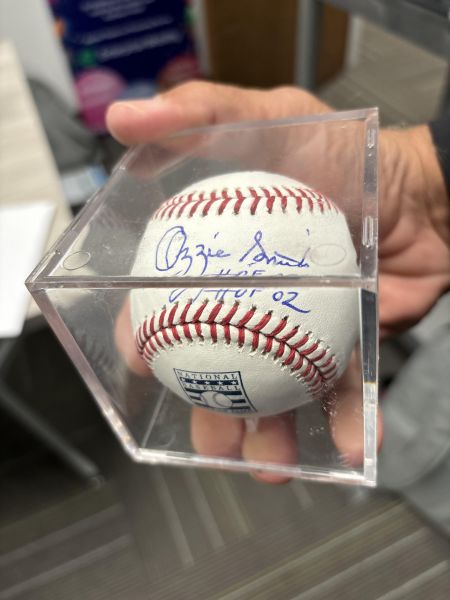 Ozzie Smith
HOF 02
NATIONAL
BASEBALL